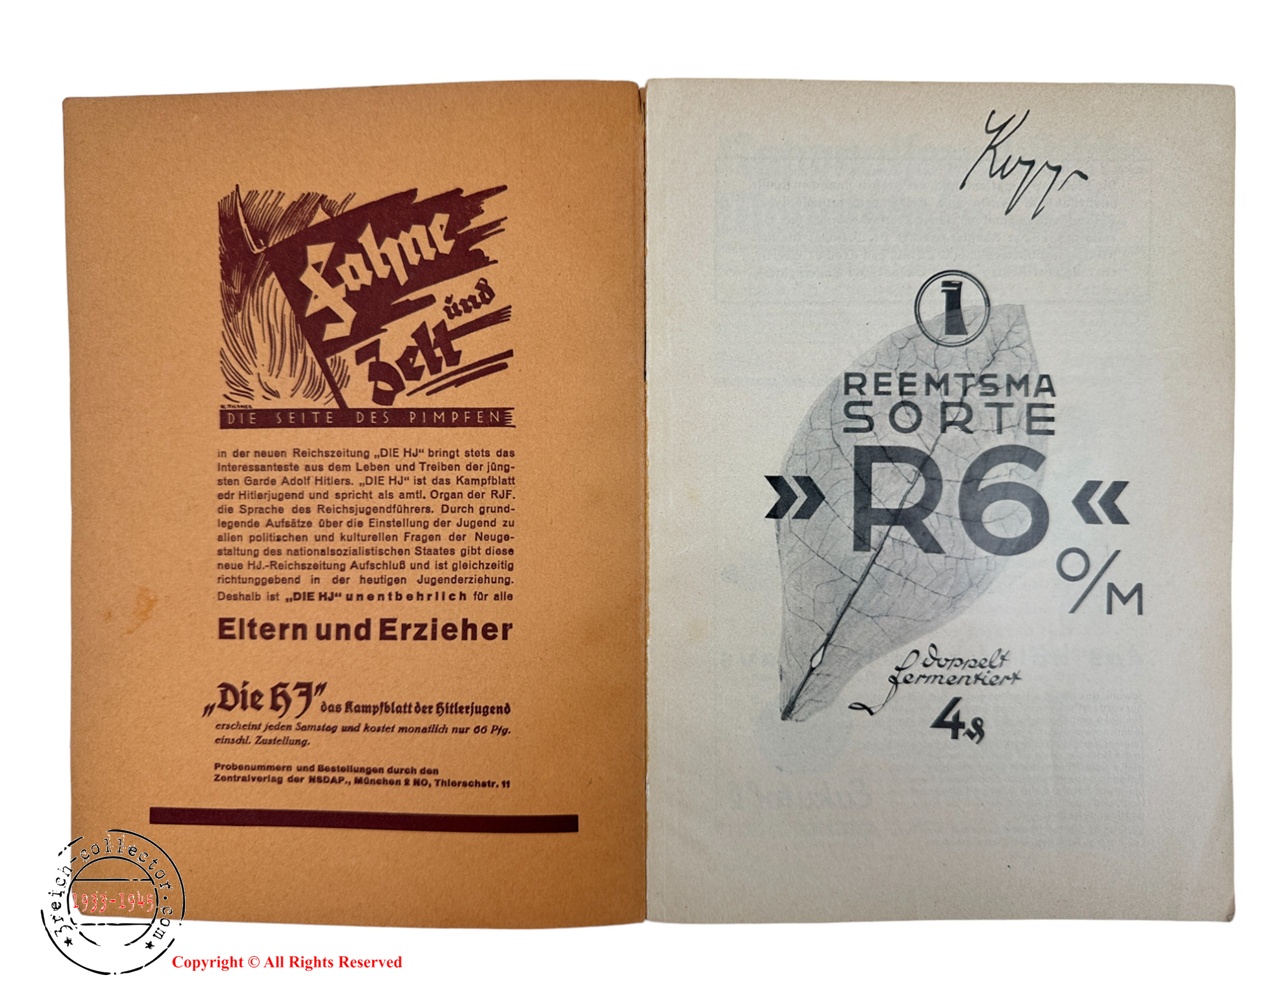 Fahne
und
Zelt
DIE SEITE DES PIMPFEN
in der neuen Reichszeitung „DIE HJ“ bringt stets das
Interessanteste aus dem Leben und Treiben der jüng-
sten Garde Adolf Hitlers. „DIE HJ“ ist das Kampfblatt
edr Hitlerjugend und spricht als amtl. Organ der RJF.
die Sprache des Reichsjugendführers. Durch grund-
legende Aufsätze über die Einstellung der Jugend zu
allen politischen und kulturellen Fragen der Neuge-
staltung des nationalsozialistischen Staates gibt diese
neue HJ.-Reichszeitung Aufschluß und ist gleichzeitig
richtunggebend in der heutigen Jugenderziehung.
Deshalb ist „DIE HJ“ unentbehrlich für alle
Eltern und Erzieher
„Die HJ“ das Kampfblatt der Hitlerjugend
erscheint jeden Samstag und kostet monatlich nur 66 Pfg.
einschl. Zustellung.
Probenummern und Bestellungen durch den
Zentralverlag der NSDAP., München 2 NO, Thierschstr. 11
REEMTSMA
SORTE
»R6«
O/M
doppelt
fermentiert
4₰
3reich-collector.com
1933-1945
Copyright © All Rights Reserved